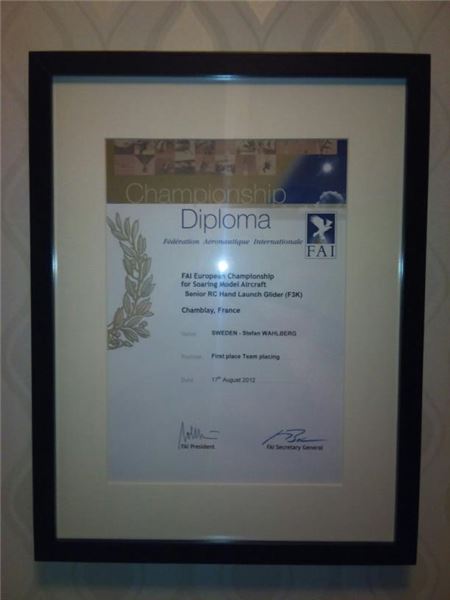 Championship
Diploma
Fédération Aéronautique Internationale
FAI
FAI European Championship
for Soaring Model Aircraft
Senior RC Hand Launch Glider (F3K)
Chamblay, France
Name SWEDEN - Stefan WAHLBERG
Position First place Team placing
Date 17th August 2012
FAI President FAI Secretary General